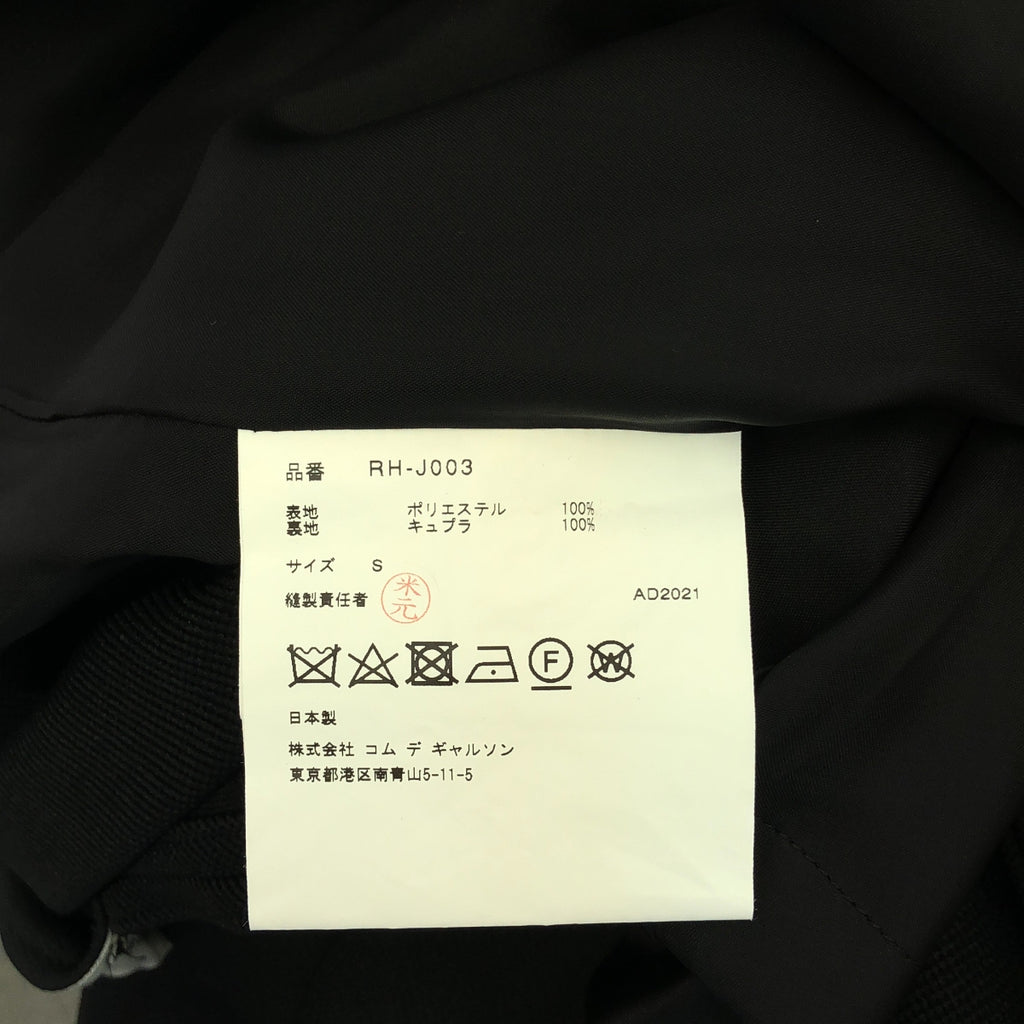 品番 RH-J003
表地 ポリエステル 100%
裏地 キュプラ 100%
サイズ S
縫製責任者 米元 AD2021
F W
日本製
株式会社 コム デ ギャルソン
東京都港区南青山5-11-5